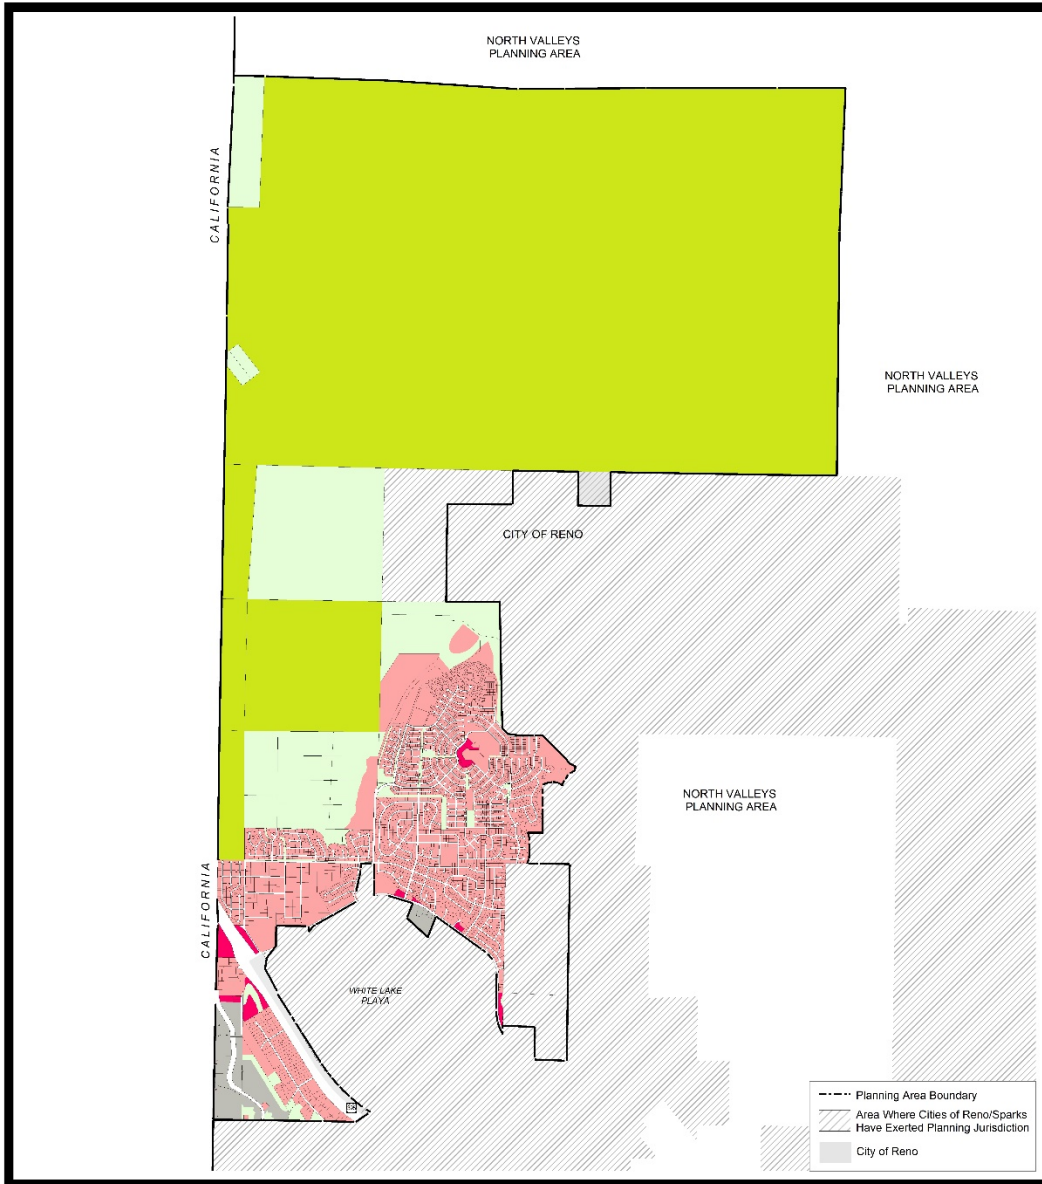 NORTH VALLEYS
PLANNING AREA
CALIFORNIA
NORTH VALLEYS
PLANNING AREA
CITY OF RENO
NORTH VALLEYS
PLANNING AREA
CALIFORNIA
WHITE LAKE
PLAYA
Planning Area Boundary
Area Where Cities of Reno/Sparks
Have Exerted Planning Jurisdiction
City of Reno